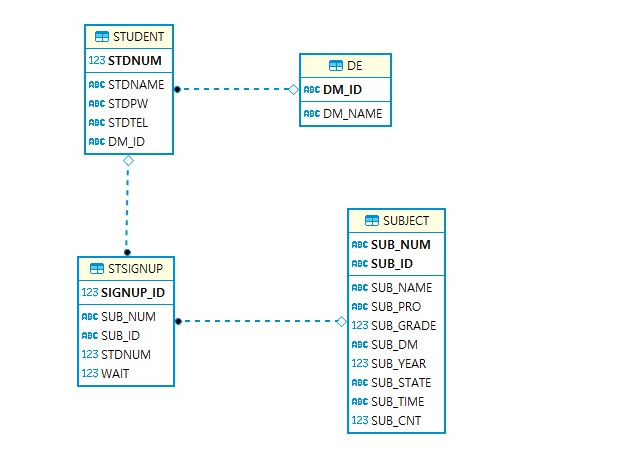 STUDENT
123 STDNUM
ABC STDNAME
ABC STDPW
ABC STDTEL
ABC DM_ID
DE
ABC DM_ID
ABC DM_NAME
STSIGNUP
123 SIGNUP_ID
ABC SUB_NUM
ABC SUB_ID
123 STDNUM
123 WAIT
SUBJECT
ABC SUB_NUM
ABC SUB_ID
ABC SUB_NAME
ABC SUB_PRO
123 SUB_GRADE
ABC SUB_DM
123 SUB_YEAR
ABC SUB_STATE
ABC SUB_TIME
123 SUB_CNT